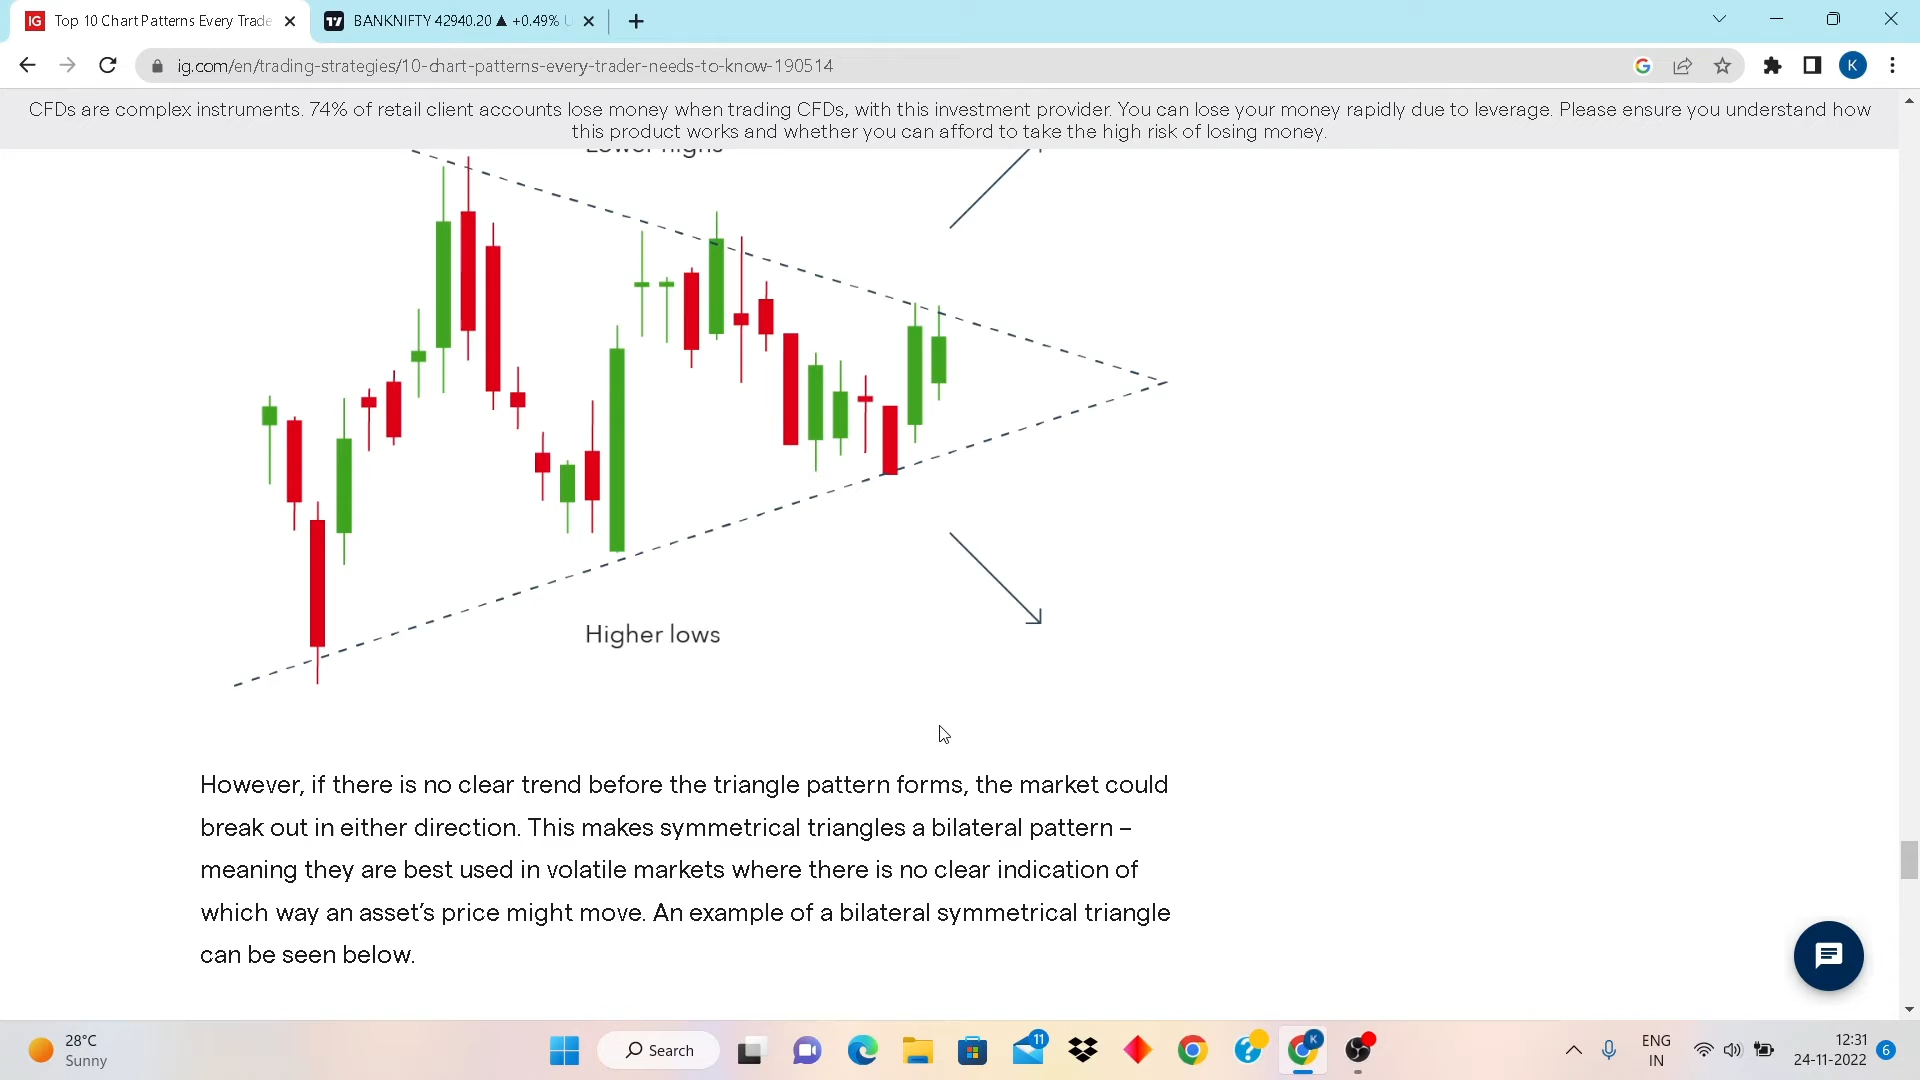 IG Top 10 Chart Patterns Every Trade
BANKNIFTY 42940.20 ▲ +0.49% U
ig.com/en/trading-strategies/10-chart-patterns-every-trader-needs-to-know-190514
K
CFDs are complex instruments. 74% of retail client accounts lose money when trading CFDs, with this investment provider. You can lose your money rapidly due to leverage. Please ensure you understand how
this product works and whether you can afford to take the high risk of losing money.
Lower highs
Higher lows
However, if there is no clear trend before the triangle pattern forms, the market could
break out in either direction. This makes symmetrical triangles a bilateral pattern –
meaning they are best used in volatile markets where there is no clear indication of
which way an asset's price might move. An example of a bilateral symmetrical triangle
can be seen below.
28°C
Sunny
Search
11
K
ENG
IN
12:31
24-11-2022
6